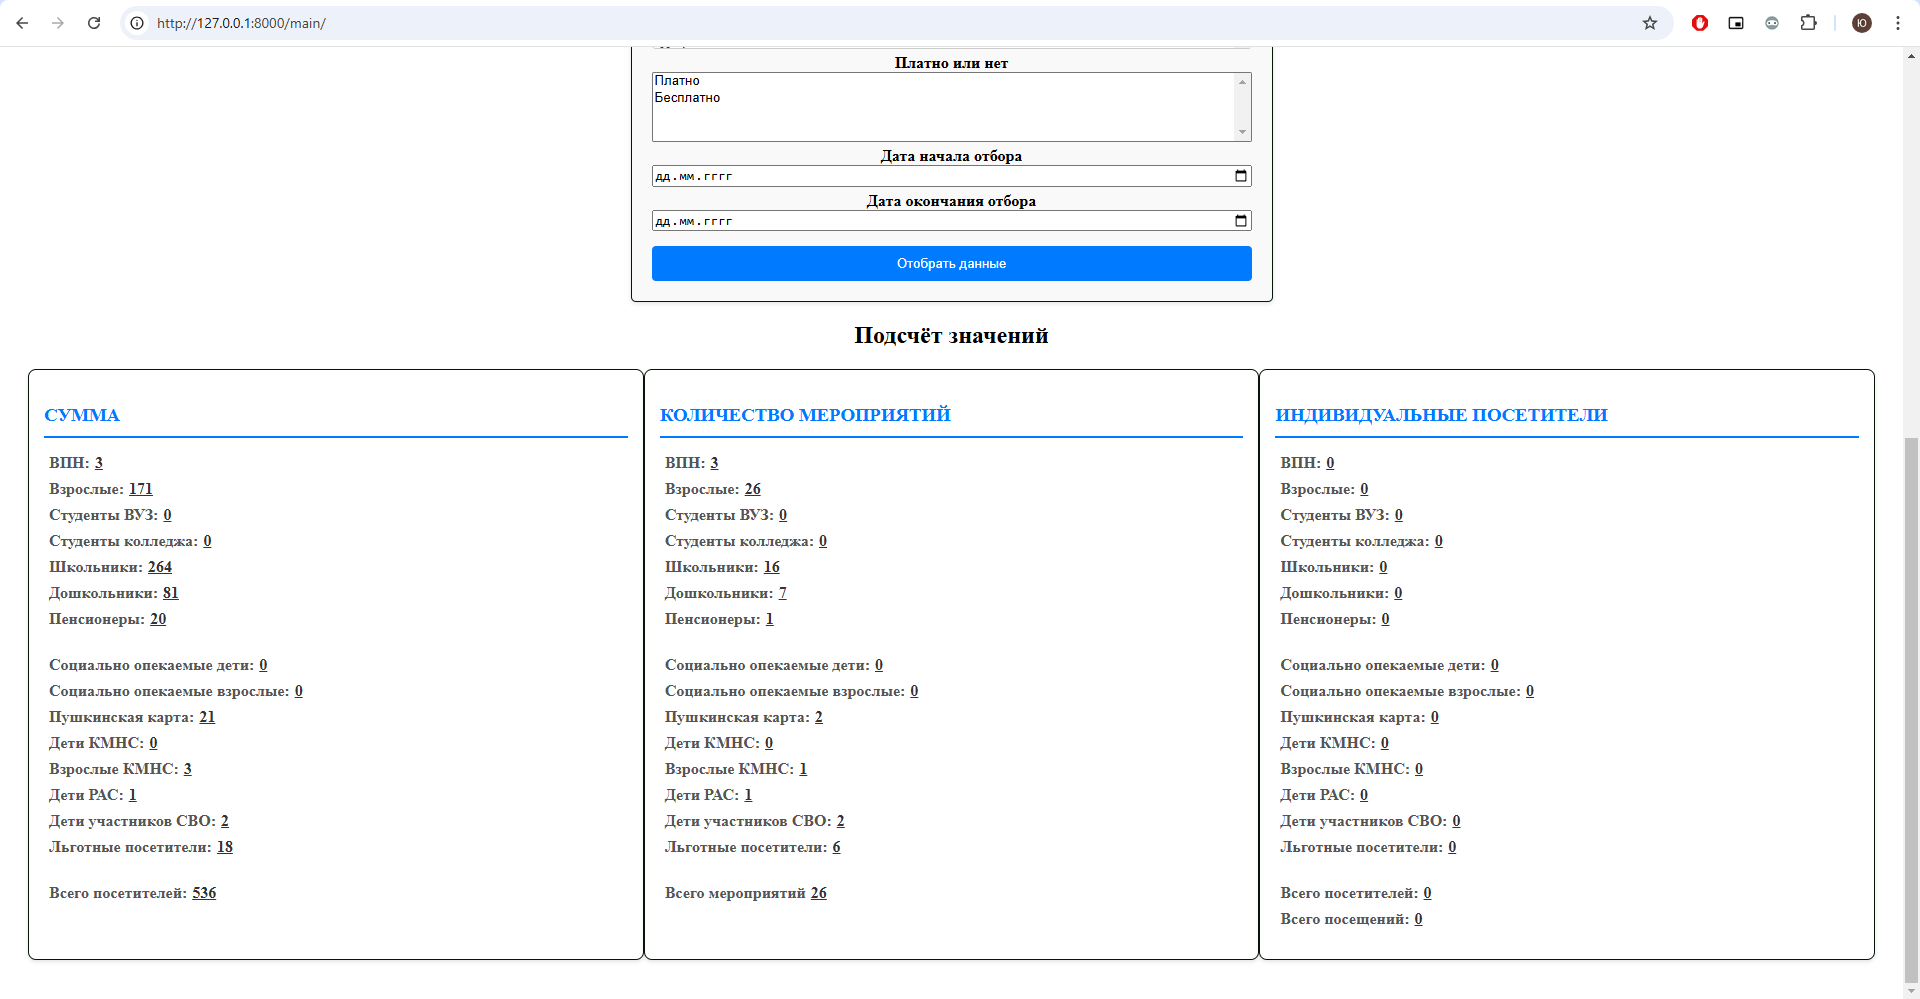 http://127.0.0.1:8000/main/
Ю
Платно или нет
Платно
Бесплатно
Дата начала отбора
дд.мм.гггг
Дата окончания отбора
дд.мм.гггг
Отобрать данные
Подсчёт значений
СУММА
ВПН: 3
Взрослые: 171
Студенты ВУЗ: 0
Студенты колледжа: 0
Школьники: 264
Дошкольники: 81
Пенсионеры: 20
Социально опекаемые дети: 0
Социально опекаемые взрослые: 0
Пушкинская карта: 21
Дети КМНС: 0
Взрослые КМНС: 3
Дети РАС: 1
Дети участников СВО: 2
Льготные посетители: 18
Всего посетителей: 536
КОЛИЧЕСТВО МЕРОПРИЯТИЙ
ВПН: 3
Взрослые: 26
Студенты ВУЗ: 0
Студенты колледжа: 0
Школьники: 16
Дошкольники: 7
Пенсионеры: 1
Социально опекаемые дети: 0
Социально опекаемые взрослые: 0
Пушкинская карта: 2
Дети КМНС: 0
Взрослые КМНС: 1
Дети РАС: 1
Дети участников СВО: 2
Льготные посетители: 6
Всего мероприятий 26
ИНДИВИДУАЛЬНЫЕ ПОСЕТИТЕЛИ
ВПН: 0
Взрослые: 0
Студенты ВУЗ: 0
Студенты колледжа: 0
Школьники: 0
Дошкольники: 0
Пенсионеры: 0
Социально опекаемые дети: 0
Социально опекаемые взрослые: 0
Пушкинская карта: 0
Дети КМНС: 0
Взрослые КМНС: 0
Дети РАС: 0
Дети участников СВО: 0
Льготные посетители: 0
Всего посетителей: 0
Всего посещений: 0